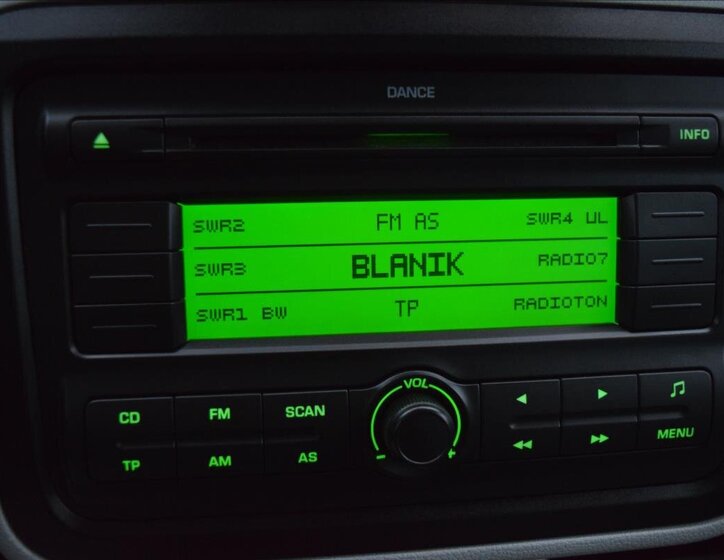 DANCE
INFO
SWR2 FM AS SWR4 UL
SWR3 BLANIK RADIO7
SWR1 BW TP RADIOTON
VOL
- +
CD FM SCAN
TP AM AS
MENU